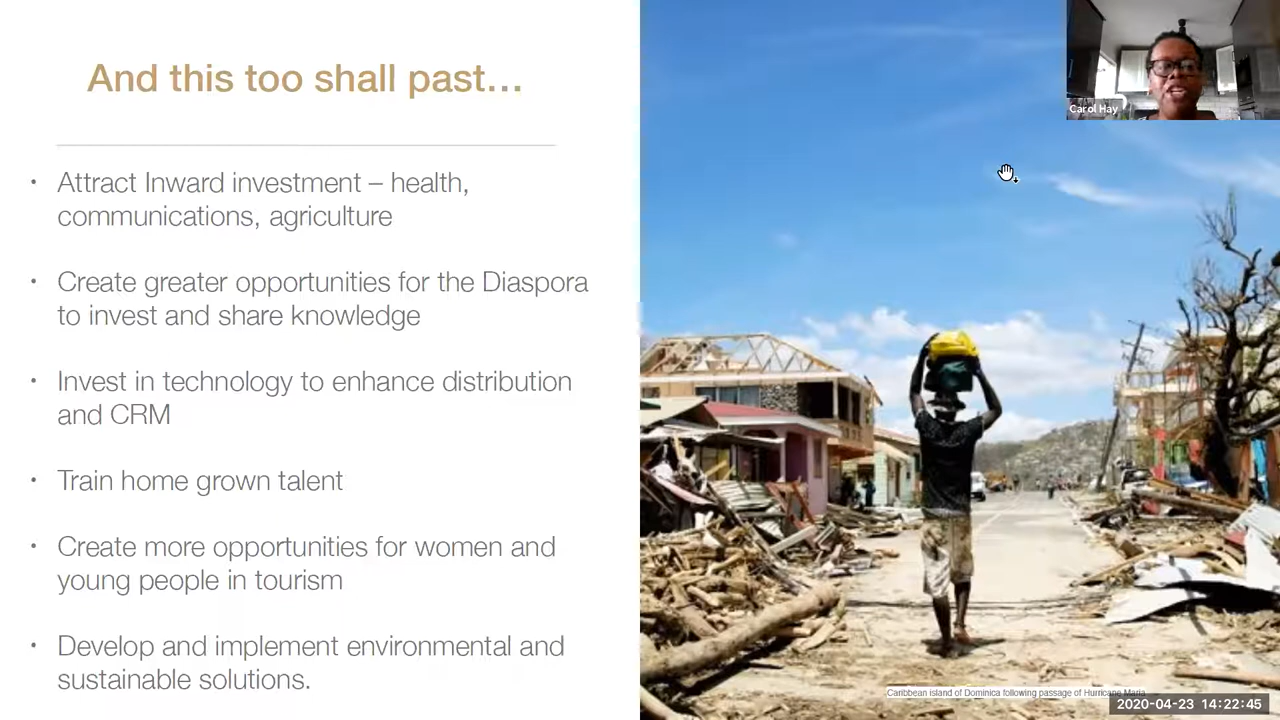 And this too shall past...
• Attract Inward investment – health,
communications, agriculture
• Create greater opportunities for the Diaspora
to invest and share knowledge
• Invest in technology to enhance distribution
and CRM
• Train home grown talent
• Create more opportunities for women and
young people in tourism
• Develop and implement environmental and
sustainable solutions.
Carol Hay
Caribbean island of Dominica following passage of Hurricane Maria
2020-04-23 14:22:45